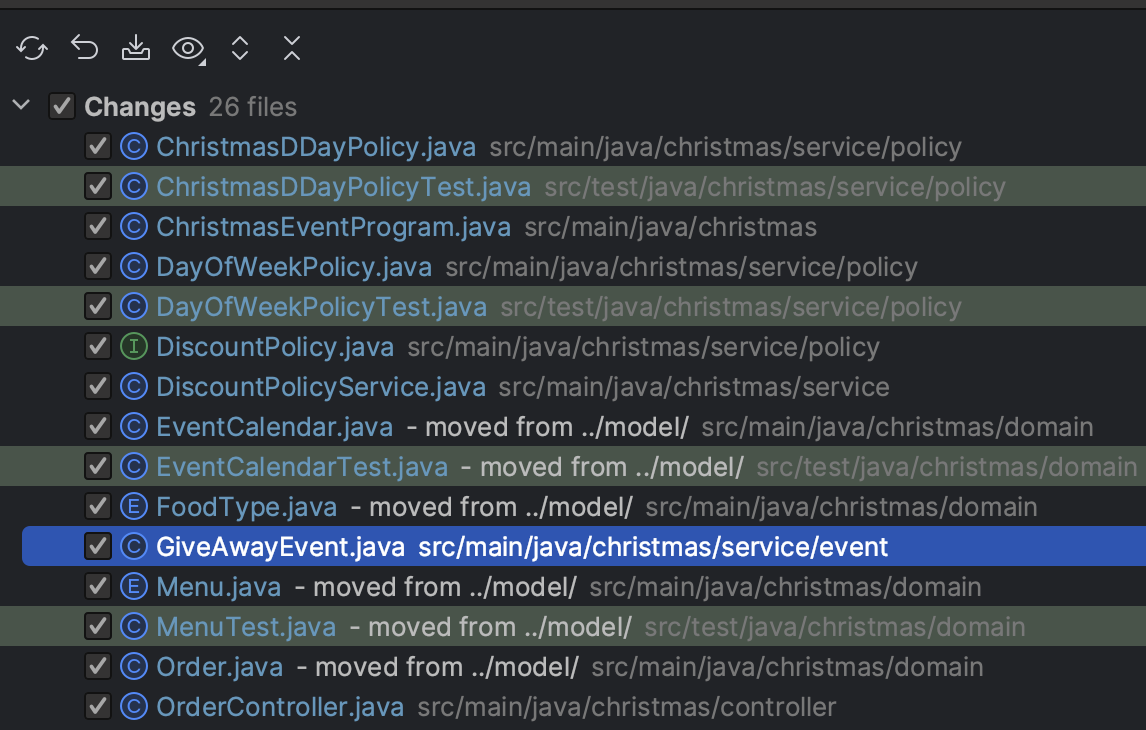 Changes 26 files
C ChristmasDDayPolicy.java src/main/java/christmas/service/policy
C ChristmasDDayPolicyTest.java src/test/java/christmas/service/policy
C ChristmasEventProgram.java src/main/java/christmas
C DayOfWeekPolicy.java src/main/java/christmas/service/policy
C DayOfWeekPolicyTest.java src/test/java/christmas/service/policy
I DiscountPolicy.java src/main/java/christmas/service/policy
C DiscountPolicyService.java src/main/java/christmas/service
C EventCalendar.java - moved from ../model/ src/main/java/christmas/domain
C EventCalendarTest.java - moved from ../model/ src/test/java/christmas/domain
E FoodType.java - moved from ../model/ src/main/java/christmas/domain
C GiveAwayEvent.java src/main/java/christmas/service/event
E Menu.java - moved from ../model/ src/main/java/christmas/domain
C MenuTest.java - moved from ../model/ src/test/java/christmas/domain
C Order.java - moved from ../model/ src/main/java/christmas/domain
C OrderController.java src/main/java/christmas/controller